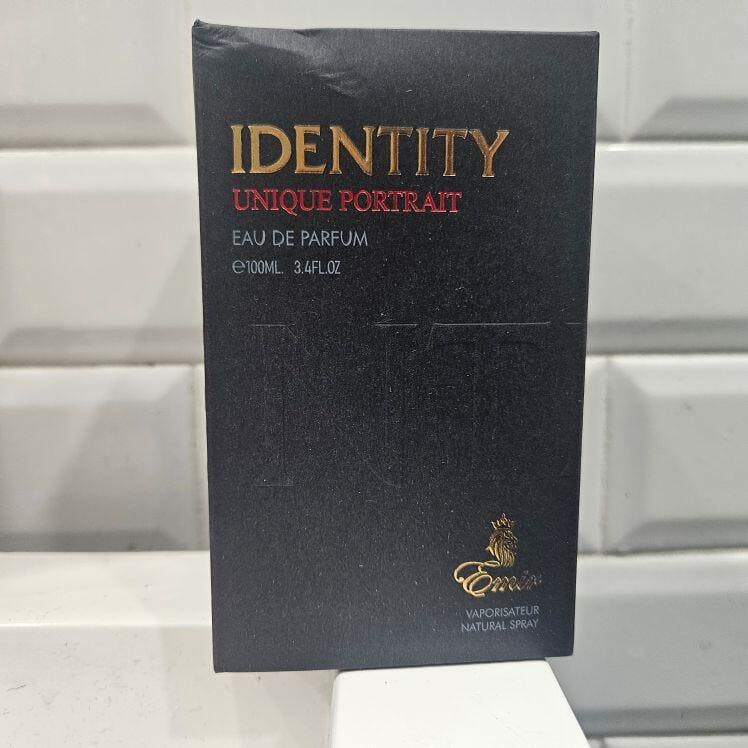 IDENTITY
UNIQUE PORTRAIT
EAU DE PARFUM
℮100ML. 3.4FL.OZ
Emir
VAPORISATEUR
NATURAL SPRAY